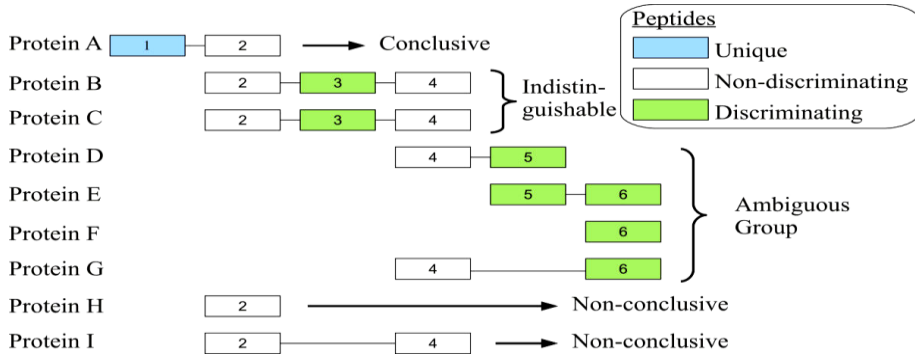 Peptides
Unique
Non-discriminating
Discriminating
Protein A 1 2 Conclusive
Protein B 2 3 4
Indistin-
guishable
Protein C 2 3 4
Protein D 4 5
Protein E 5 6
Ambiguous
Group
Protein F 6
Protein G 4 6
Protein H 2 Non-conclusive
Protein I 2 4 Non-conclusive